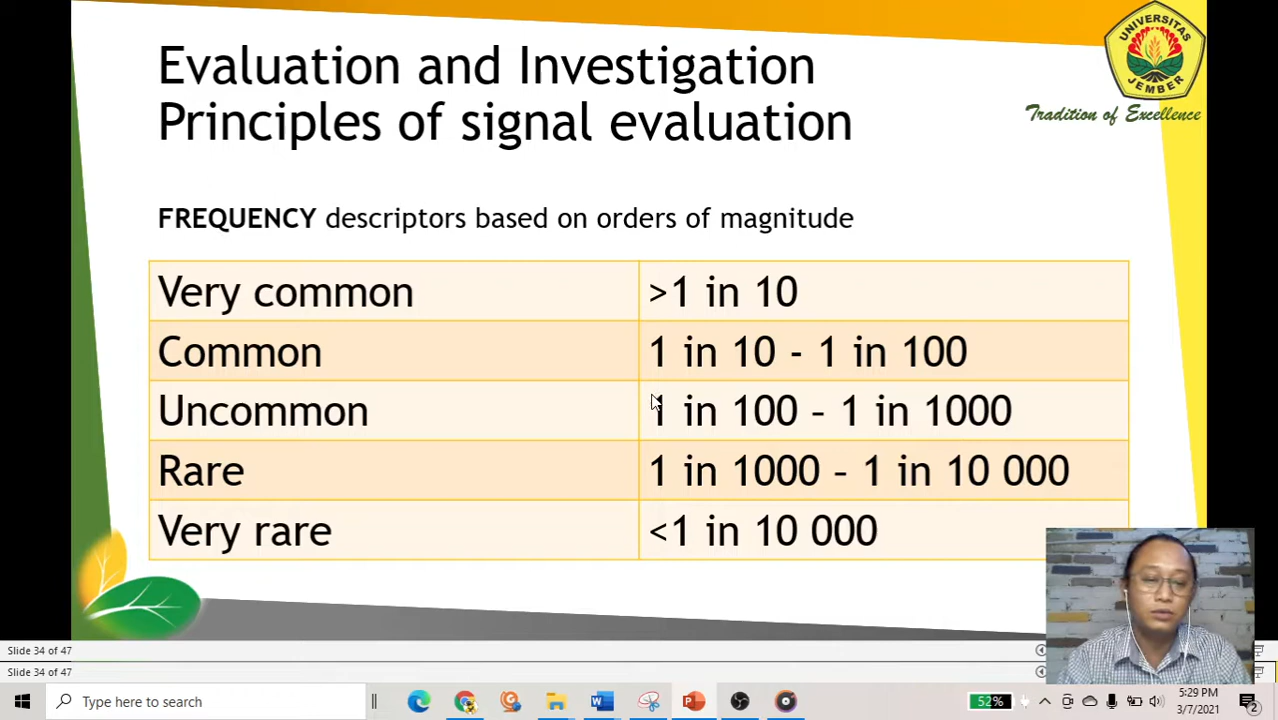 UNIVERSITAS
JEMBER
Tradition of Excellence
Evaluation and Investigation
Principles of signal evaluation
FREQUENCY descriptors based on orders of magnitude
Very common >1 in 10
Common 1 in 10 - 1 in 100
Uncommon 1 in 100 – 1 in 1000
Rare 1 in 1000 – 1 in 10 000
Very rare <1 in 10 000
Slide 34 of 47
Slide 34 of 47
Type here to search
52%
5:29 PM
3/7/2021
2